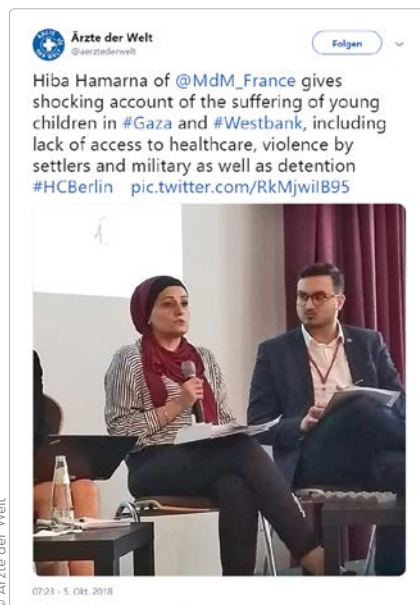 Ärzte der Welt
@aerztederwelt
Folgen
Hiba Hamarna of @MdM_France gives
shocking account of the suffering of young
children in #Gaza and #Westbank, including
lack of access to healthcare, violence by
settlers and military as well as detention
#HCBerlin pic.twitter.com/RkMjwiIB95
07:23 - 5. Okt. 2018
© Ärzte der Welt